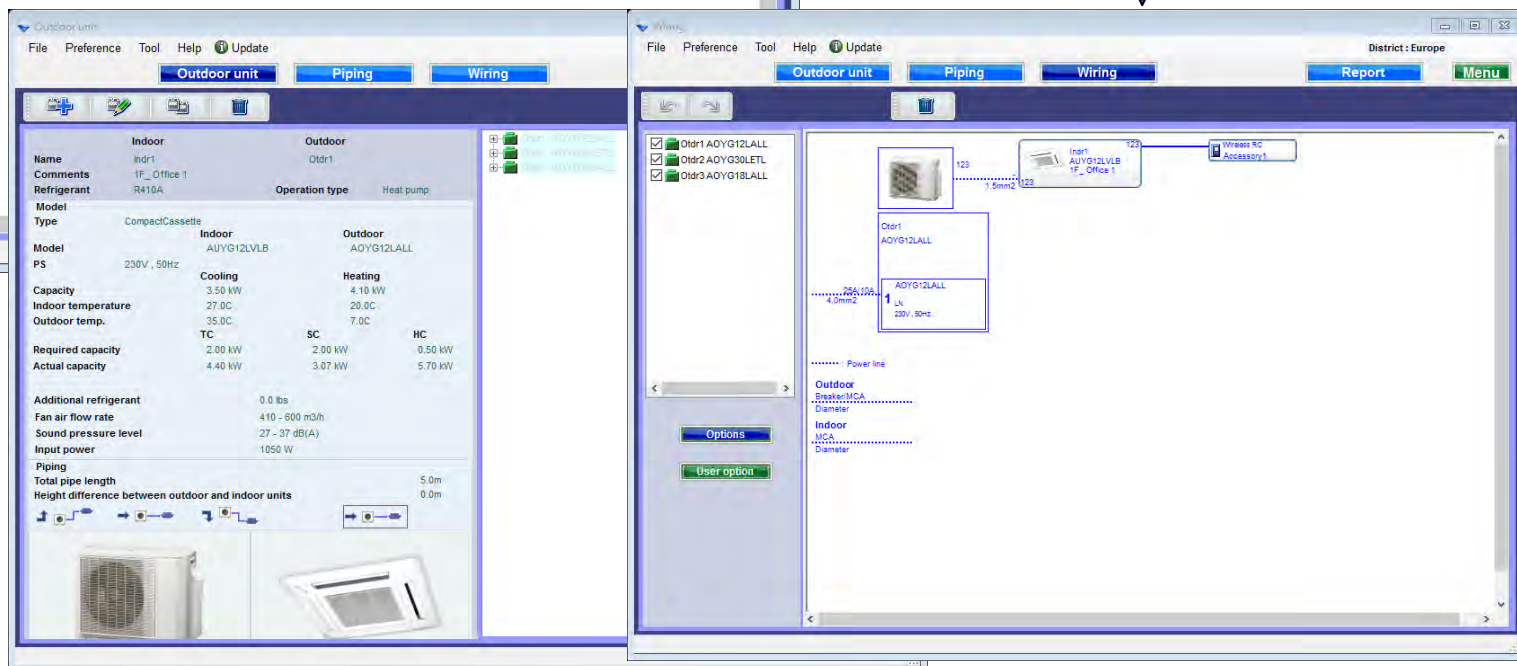 Outdoor unit
File Preference Tool Help Update
Outdoor unit Piping Wiring
Indoor Outdoor
Name Indr1 Otdr1
Comments 1F_ Office 1
Refrigerant R410A Operation type Heat pump
Model
Type CompactCassette
Indoor Outdoor
Model AUYG12LVLB AOYG12LALL
PS 230V , 50Hz
Cooling Heating
Capacity 3.50 kW 4.10 kW
Indoor temperature 27.0C 20.0C
Outdoor temp. 35.0C 7.0C
TC SC HC
Required capacity 2.00 kW 2.00 kW 0.50 kW
Actual capacity 4.40 kW 3.07 kW 5.70 kW
Additional refrigerant 0.0 lbs
Fan air flow rate 410 - 600 m3/h
Sound pressure level 27 - 37 dB(A)
Input power 1050 W
Piping
Total pipe length 5.0m
Height difference between outdoor and indoor units 0.0m
Wiring
File Preference Tool Help Update District : Europe
Outdoor unit Piping Wiring Report Menu
Otdr1 AOYG12LALL
Otdr2 AOYG30LETL
Otdr3 AOYG18LALL
Options
User option
123
1.5mm2
123
Indr1
AUYG12LVLB
1F_ Office 1
123
Wireless RC
Accessory1
Otdr1
AOYG12LALL
25A/10A
4.0mm2
AOYG12LALL
1
LN
230V , 50Hz
: Power line
Outdoor
Breaker/MCA
Diameter
Indoor
MCA
Diameter